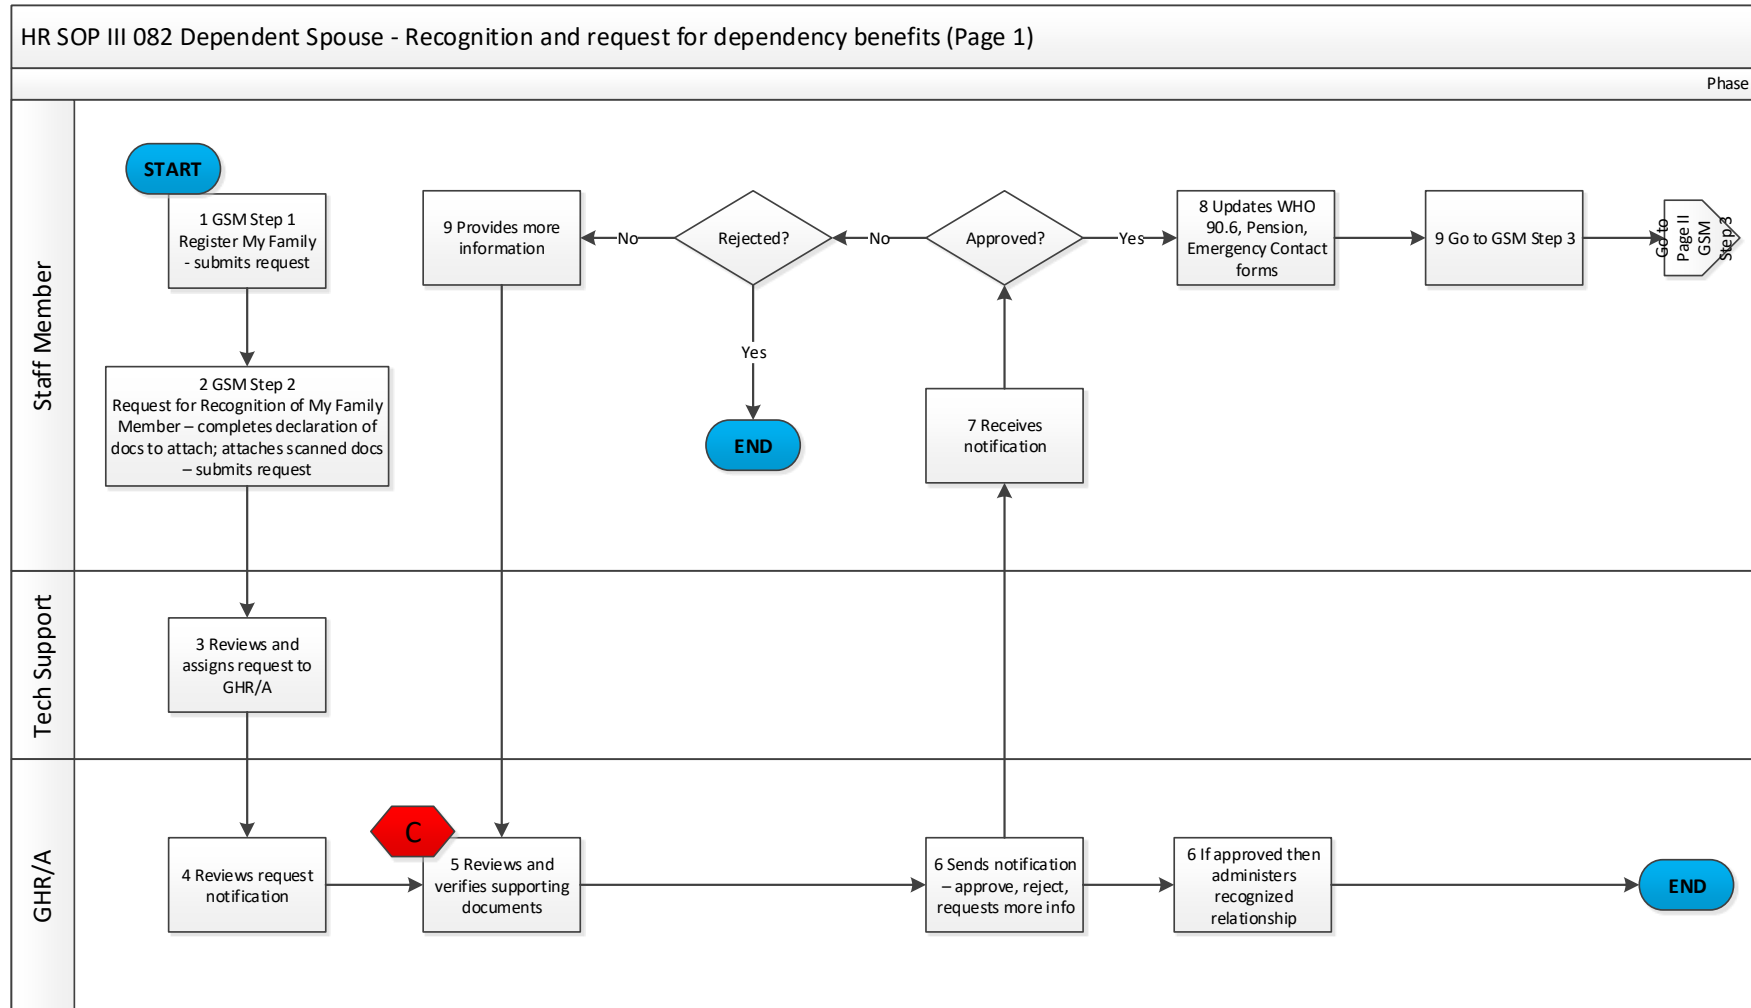 HR SOP III 082 Dependent Spouse - Recognition and request for dependency benefits (Page 1)
Phase
Staff Member
START
1 GSM Step 1
Register My Family
- submits request
2 GSM Step 2
Request for Recognition of My Family
Member – completes declaration of
docs to attach; attaches scanned docs
– submits request
9 Provides more
information
No
Rejected?
Yes
END
No
Approved?
Yes
7 Receives
notification
8 Updates WHO
90.6, Pension,
Emergency Contact
forms
9 Go to GSM Step 3
Go to
Page II
GSM
Step 3
Tech Support
3 Reviews and
assigns request to
GHR/A
GHR/A
4 Reviews request
notification
C
5 Reviews and
verifies supporting
documents
6 Sends notification
– approve, reject,
requests more info
6 If approved then
administers
recognized
relationship
END